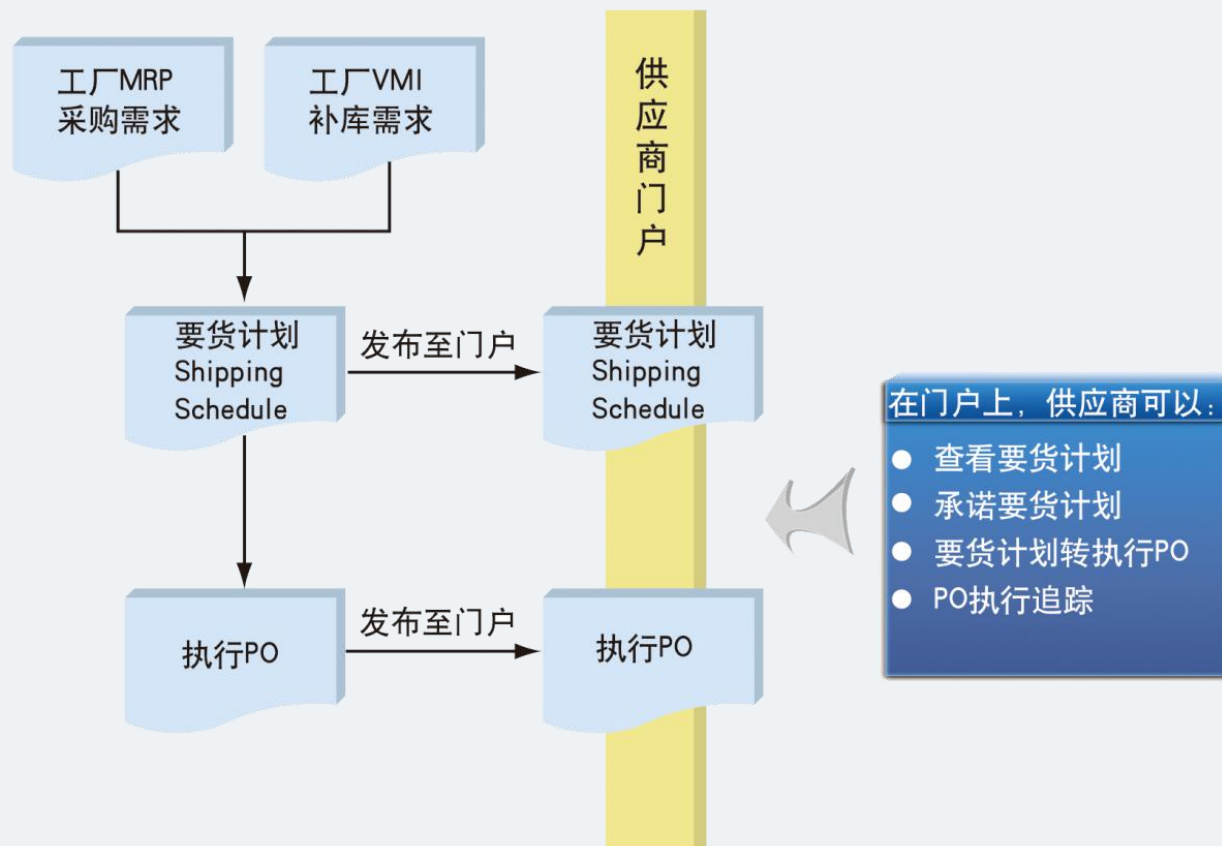 工厂MRP
采购需求
工厂VMI
补库需求
供应商门户
要货计划
Shipping
Schedule
发布至门户
要货计划
Shipping
Schedule
在门户上，供应商可以：
查看要货计划
承诺要货计划
要货计划转执行PO
PO执行追踪
执行PO
发布至门户
执行PO